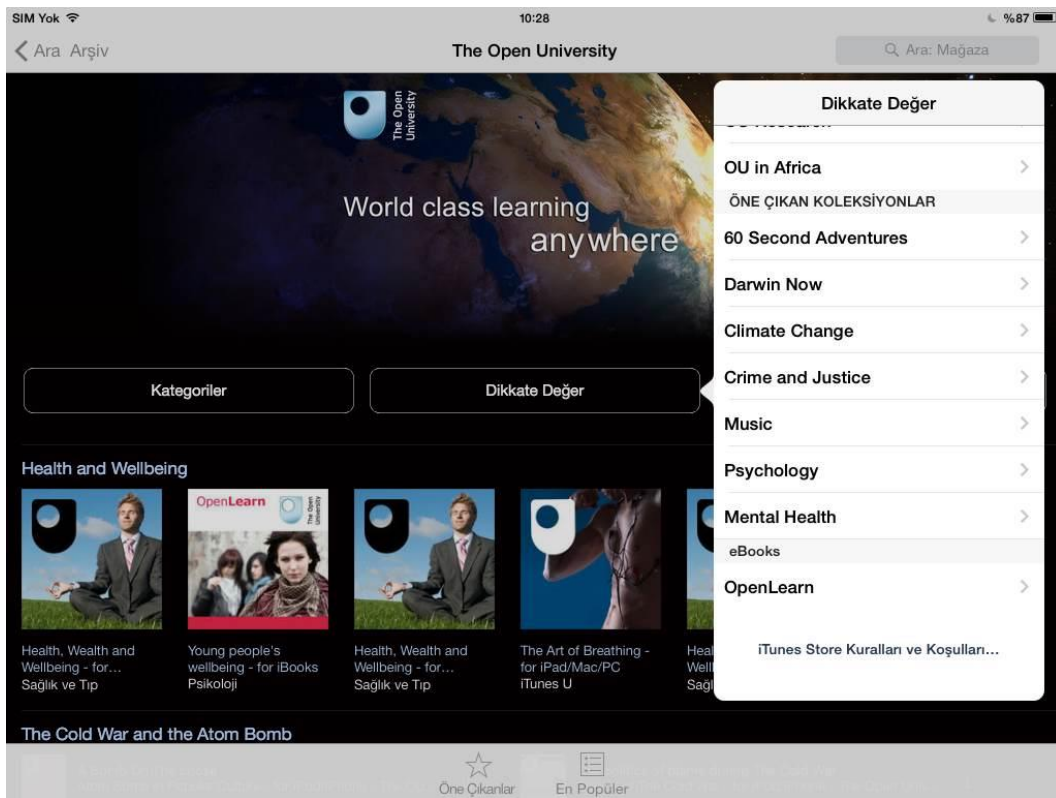 SIM Yok
10:28
%87
Ara Arşiv
The Open University
Ara: Mağaza
The Open
University
World class learning
anywhere
Kategoriler
Dikkate Değer
Dikkate Değer
OU in Africa
ÖNE ÇIKAN KOLEKSİYONLAR
60 Second Adventures
Darwin Now
Climate Change
Crime and Justice
Music
Psychology
Mental Health
eBooks
OpenLearn
iTunes Store Kuralları ve Koşulları...
Health and Wellbeing
OpenLearn
The Open
University
Health, Wealth and
Wellbeing - for...
Sağlık ve Tıp
Young people's
wellbeing - for iBooks
Psikoloji
Health, Wealth and
Wellbeing - for...
Sağlık ve Tıp
The Art of Breathing -
for iPad/Mac/PC
iTunes U
The Cold War and the Atom Bomb
Öne Çıkanlar
En Popüler